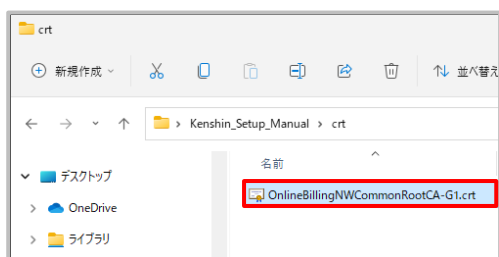 crt
新規作成
並べ替え
Kenshin_Setup_Manual › crt
名前
OnlineBillingNWCommonRootCA-G1.crt
デスクトップ
OneDrive
ライブラリ